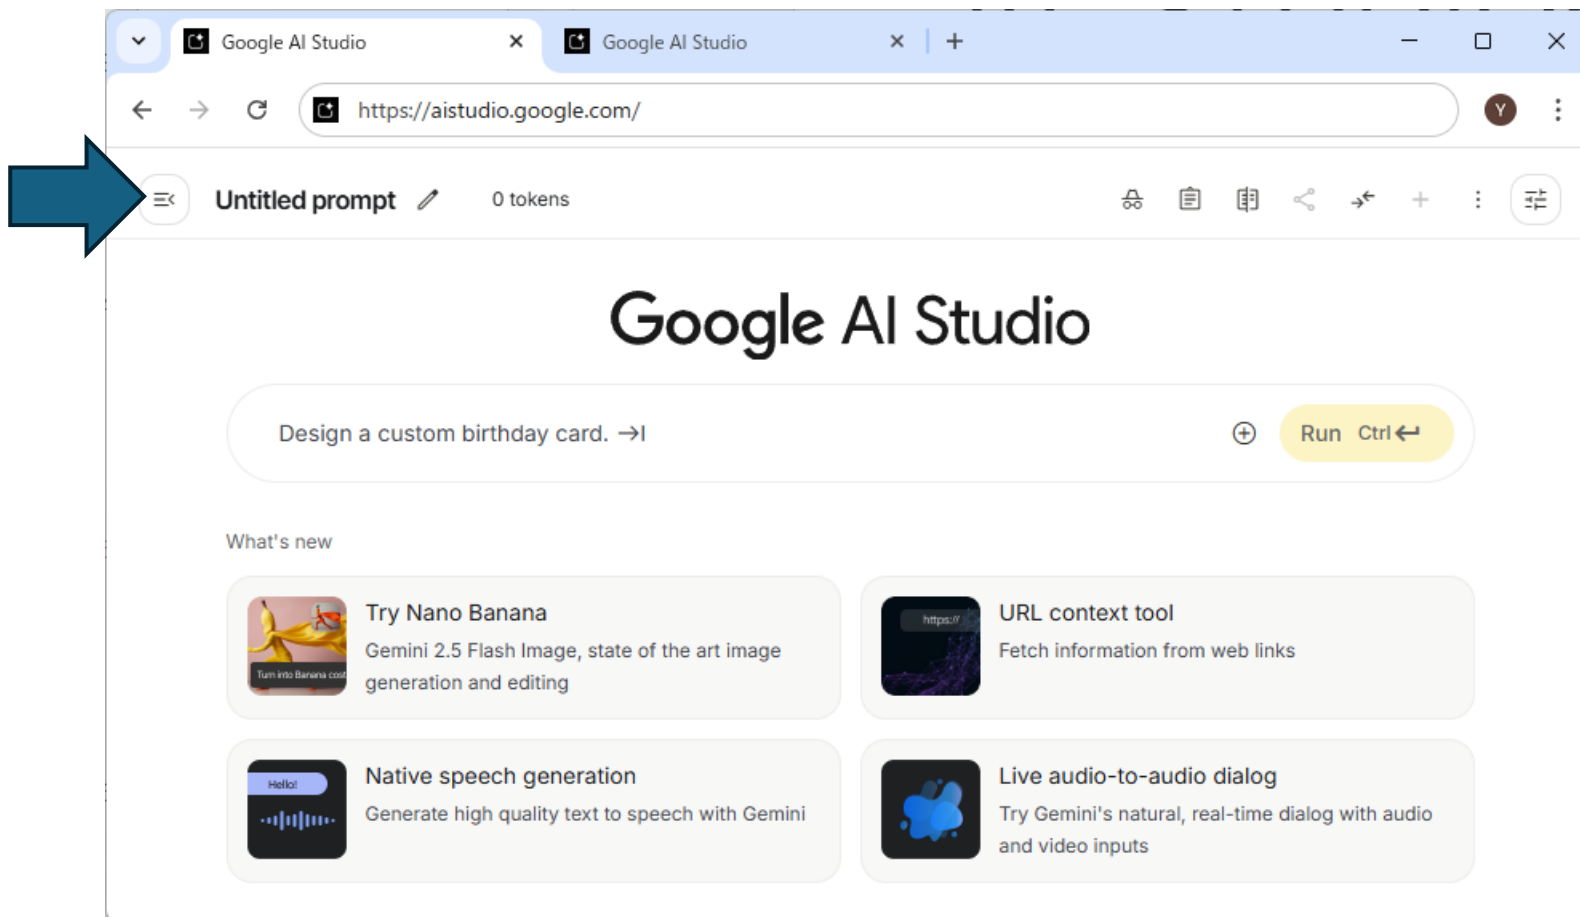 Google AI Studio
Google AI Studio
https://aistudio.google.com/
Y
Untitled prompt
0 tokens
Google AI Studio
Design a custom birthday card.
Run Ctrl
What's new
Turn into Banana cost
Try Nano Banana
Gemini 2.5 Flash Image, state of the art image
generation and editing
https://
URL context tool
Fetch information from web links
Hello!
Native speech generation
Generate high quality text to speech with Gemini
Live audio-to-audio dialog
Try Gemini's natural, real-time dialog with audio
and video inputs